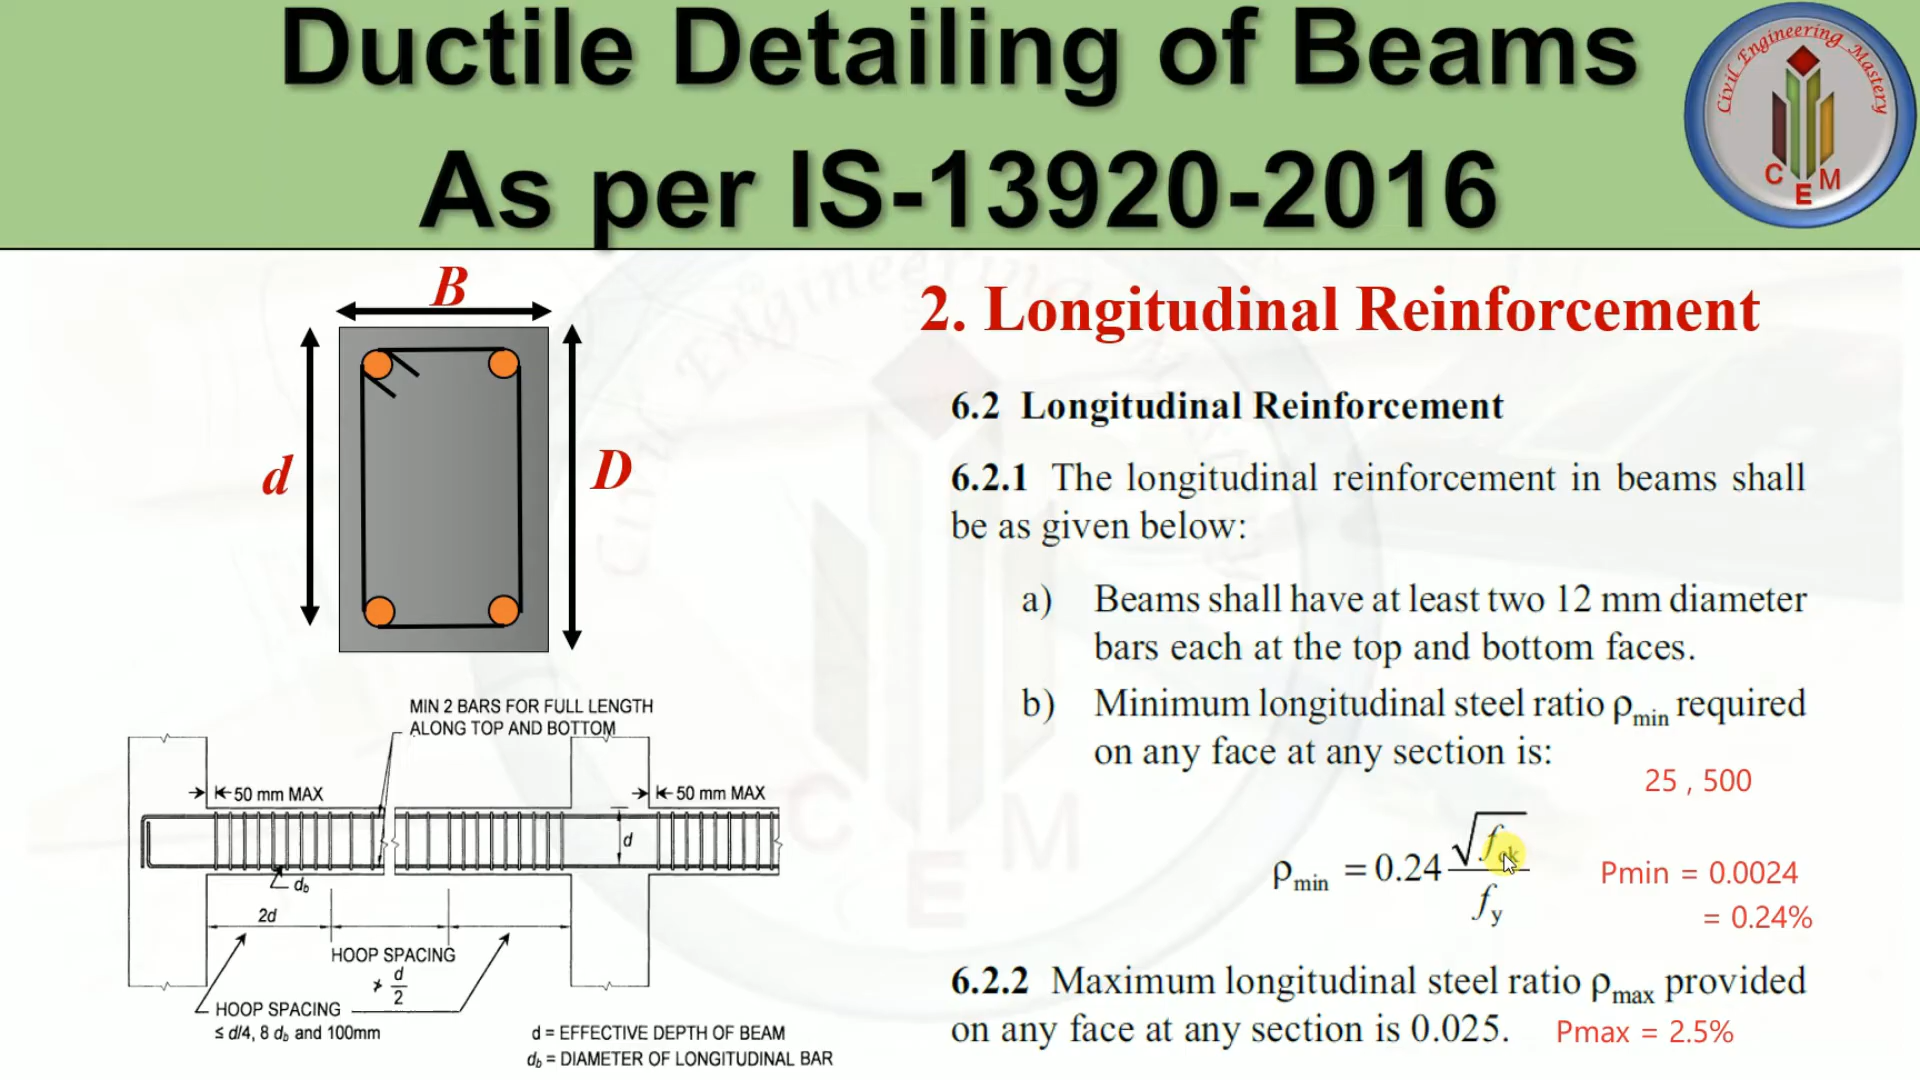 Ductile Detailing of Beams
As per IS-13920-2016
Civil Engineering Mastery
C E M
B
d
D
2. Longitudinal Reinforcement
6.2 Longitudinal Reinforcement
6.2.1 The longitudinal reinforcement in beams shall
be as given below:
a) Beams shall have at least two 12 mm diameter
bars each at the top and bottom faces.
b) Minimum longitudinal steel ratio ρmin required
on any face at any section is:
25 , 500
ρmin = 0.24 √fck / fy
Pmin = 0.0024
= 0.24%
6.2.2 Maximum longitudinal steel ratio ρmax provided
on any face at any section is 0.025.
Pmax = 2.5%
MIN 2 BARS FOR FULL LENGTH
ALONG TOP AND BOTTOM
50 mm MAX
50 mm MAX
d
db
2d
HOOP SPACING
≯ d/2
HOOP SPACING
≤ d/4, 8 db and 100mm
d = EFFECTIVE DEPTH OF BEAM
db = DIAMETER OF LONGITUDINAL BAR
Civil Engineering Mastery
C E M